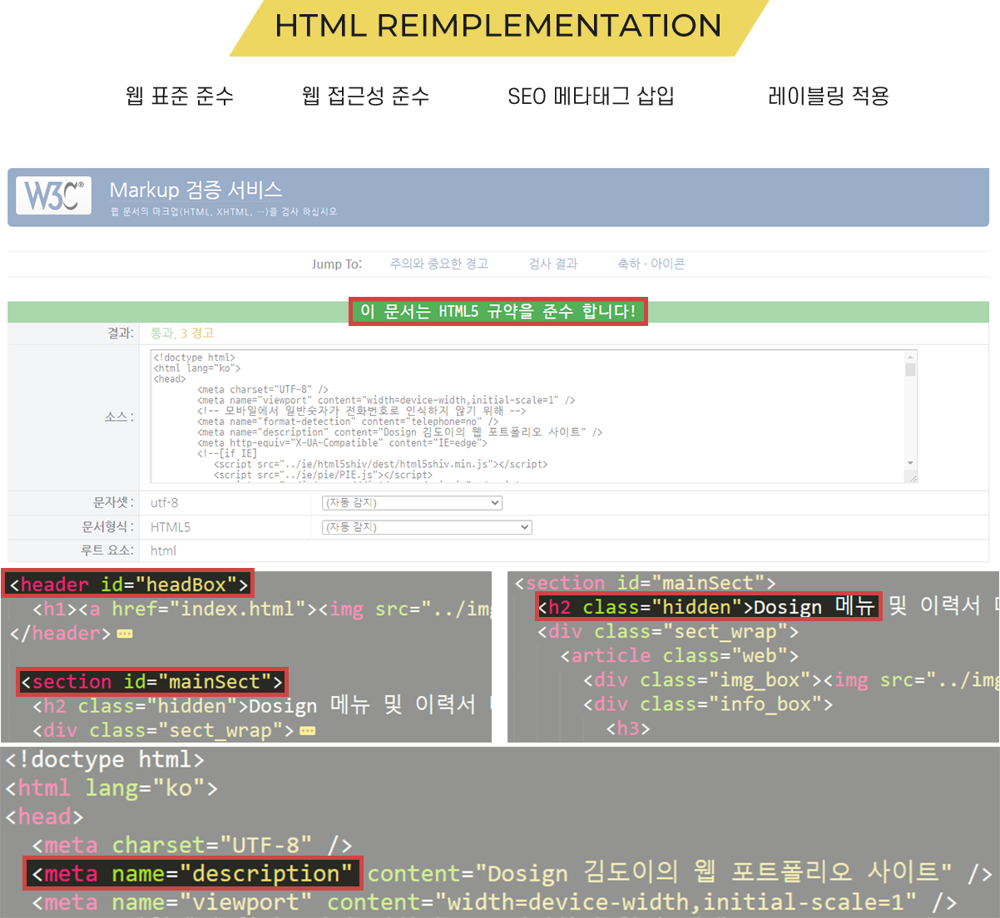 HTML REIMPLEMENTATION
웹 표준 준수 웹 접근성 준수 SEO 메타태그 삽입 레이블링 적용
W3C® Markup 검증 서비스
웹 문서의 마크업(HTML, XHTML, …)을 검사 하십시오
Jump To: 주의와 중요한 경고 검사 결과 축하 · 아이콘
이 문서는 HTML5 규약을 준수 합니다!
결과: 통과, 3 경고
소스 :
<!doctype html>
<html lang="ko">
<head>
<meta charset="UTF-8" />
<meta name="viewport" content="width=device-width,initial-scale=1" />
<!-- 모바일에서 일반숫자가 전화번호로 인식하지 않기 위해 -->
<meta name="format-detection" content="telephone=no" />
<meta name="description" content="Dosign 김도이의 웹 포트폴리오 사이트" />
<meta http-equiv="X-UA-Compatible" content="IE=edge">
<!--[if IE]
<script src="../ie/html5shiv/dest/html5shiv.min.js"></script>
<script src="../ie/pie/PIE.js"></script>
문자셋 : utf-8 (자동 감지)
문서형식 : HTML5 (자동 감지)
루트 요소: html
<header id="headBox">
<h1><a href="index.html"><img src="../img
</header>
<section id="mainSect">
<h2 class="hidden">Dosign 메뉴 및 이력서
<div class="sect_wrap">
<section id="mainSect">
<h2 class="hidden">Dosign 메뉴 및 이력서
<div class="sect_wrap">
<article class="web">
<div class="img_box"><img src="../img
<div class="info_box">
<h3>
<!doctype html>
<html lang="ko">
<head>
<meta charset="UTF-8" />
<meta name="description" content="Dosign 김도이의 웹 포트폴리오 사이트" />
<meta name="viewport" content="width=device-width,initial-scale=1" />